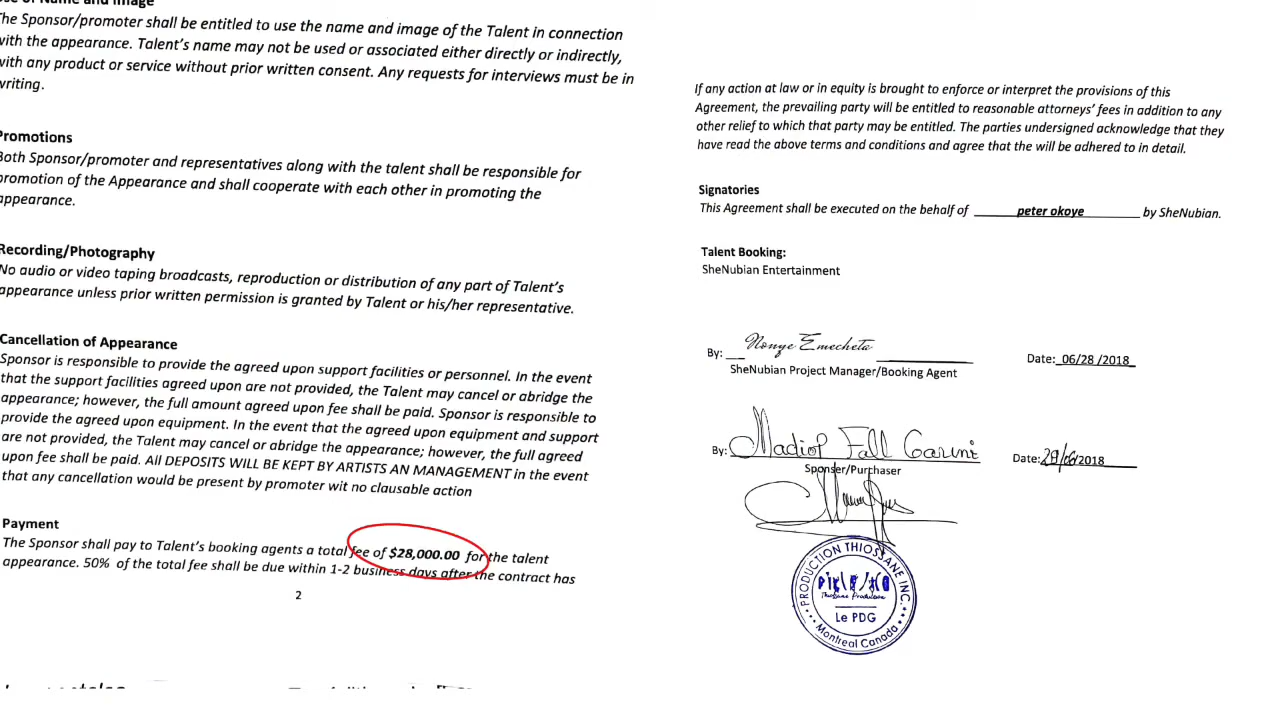 Use of Name and Image
The Sponsor/promoter shall be entitled to use the name and image of the Talent in connection
with the appearance. Talent's name may not be used or associated either directly or indirectly,
with any product or service without prior written consent. Any requests for interviews must be in
writing.
Promotions
Both Sponsor/promoter and representatives along with the talent shall be responsible for
promotion of the Appearance and shall cooperate with each other in promoting the
appearance.
Recording/Photography
No audio or video taping broadcasts, reproduction or distribution of any part of Talent's
appearance unless prior written permission is granted by Talent or his/her representative.
Cancellation of Appearance
Sponsor is responsible to provide the agreed upon support facilities or personnel. In the event
that the support facilities agreed upon are not provided, the Talent may cancel or abridge the
appearance; however, the full amount agreed upon fee shall be paid. Sponsor is responsible to
provide the agreed upon equipment. In the event that the agreed upon equipment and support
are not provided, the Talent may cancel or abridge the appearance; however, the full agreed
upon fee shall be paid. All DEPOSITS WILL BE KEPT BY ARTISTS AN MANAGEMENT in the event
that any cancellation would be present by promoter wit no clausable action
Payment
The Sponsor shall pay to Talent's booking agents a total fee of $28,000.00 for the talent
appearance. 50% of the total fee shall be due within 1-2 business days after the contract has
2
If any action at law or in equity is brought to enforce or interpret the provisions of this
Agreement, the prevailing party will be entitled to reasonable attorneys' fees in addition to any
other relief to which that party may be entitled. The parties undersigned acknowledge that they
have read the above terms and conditions and agree that the will be adhered to in detail.
Signatories
This Agreement shall be executed on the behalf of peter okoye by SheNubian.
Talent Booking:
SheNubian Entertainment
By: Nonye Emecheta Date: 06/28 /2018
SheNubian Project Manager/Booking Agent
By: Madiop Fall Date: /2018
Sponser/Purchaser
PRODUCTION THIOSSANE INC.
Le PDG
Montreal Canada